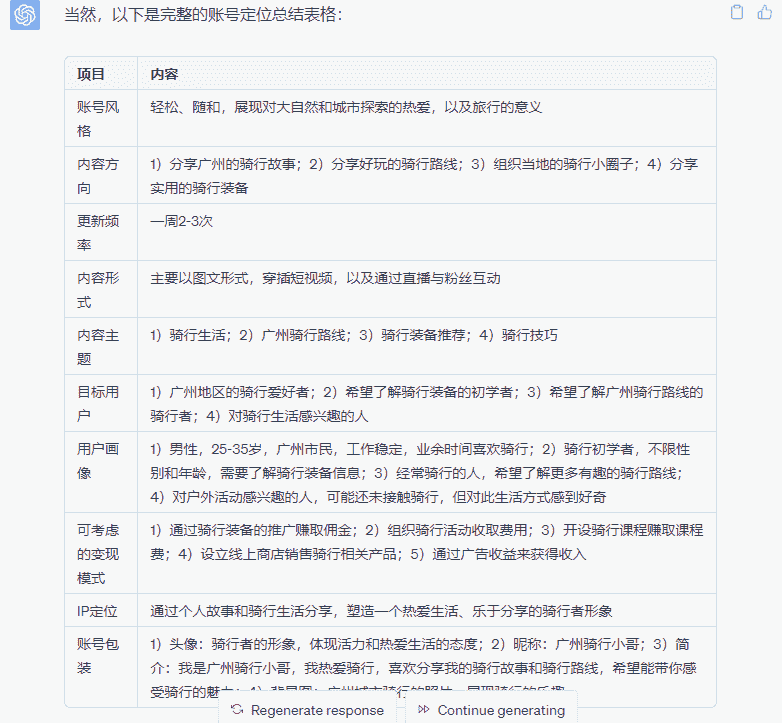 当然，以下是完整的账号定位总结表格：
项目 内容
账号风 轻松、随和，展现对大自然和城市探索的热爱，以及旅行的意义
格
内容方 1）分享广州的骑行故事；2）分享好玩的骑行路线；3）组织当地的骑行小圈子；4）分享
向 实用的骑行装备
更新频 一周2-3次
率
内容形 主要以图文形式，穿插短视频，以及通过直播与粉丝互动
式
内容主 1）骑行生活；2）广州骑行路线；3）骑行装备推荐；4）骑行技巧
题
目标用 1）广州地区的骑行爱好者；2）希望了解骑行装备的初学者；3）希望了解广州骑行路线的
户 骑行者；4）对骑行生活感兴趣的人
用户画 1）男性，25-35岁，广州市民，工作稳定，业余时间喜欢骑行；2）骑行初学者，不限性
像 别和年龄，需要了解骑行装备信息；3）经常骑行的人，希望了解更多有趣的骑行路线；
4）对户外活动感兴趣的人，可能还未接触骑行，但对此生活方式感到好奇
可考虑 1）通过骑行装备的推广赚取佣金；2）组织骑行活动收取费用；3）开设骑行课程赚取课程
的变现 费；4）设立线上商店销售骑行相关产品；5）通过广告收益来获得收入
模式
IP定位 通过个人故事和骑行生活分享，塑造一个热爱生活、乐于分享的骑行者形象
账号包 1）头像：骑行者的形象，体现活力和热爱生活的态度；2）昵称：广州骑行小哥；3）简
装 介：我是广州骑行小哥，我热爱骑行，喜欢分享我的骑行故事和骑行路线，希望能带你感
受骑行的魅力；4）背景图：广州城市骑行的照片，展现骑行的乐趣
Regenerate response Continue generating